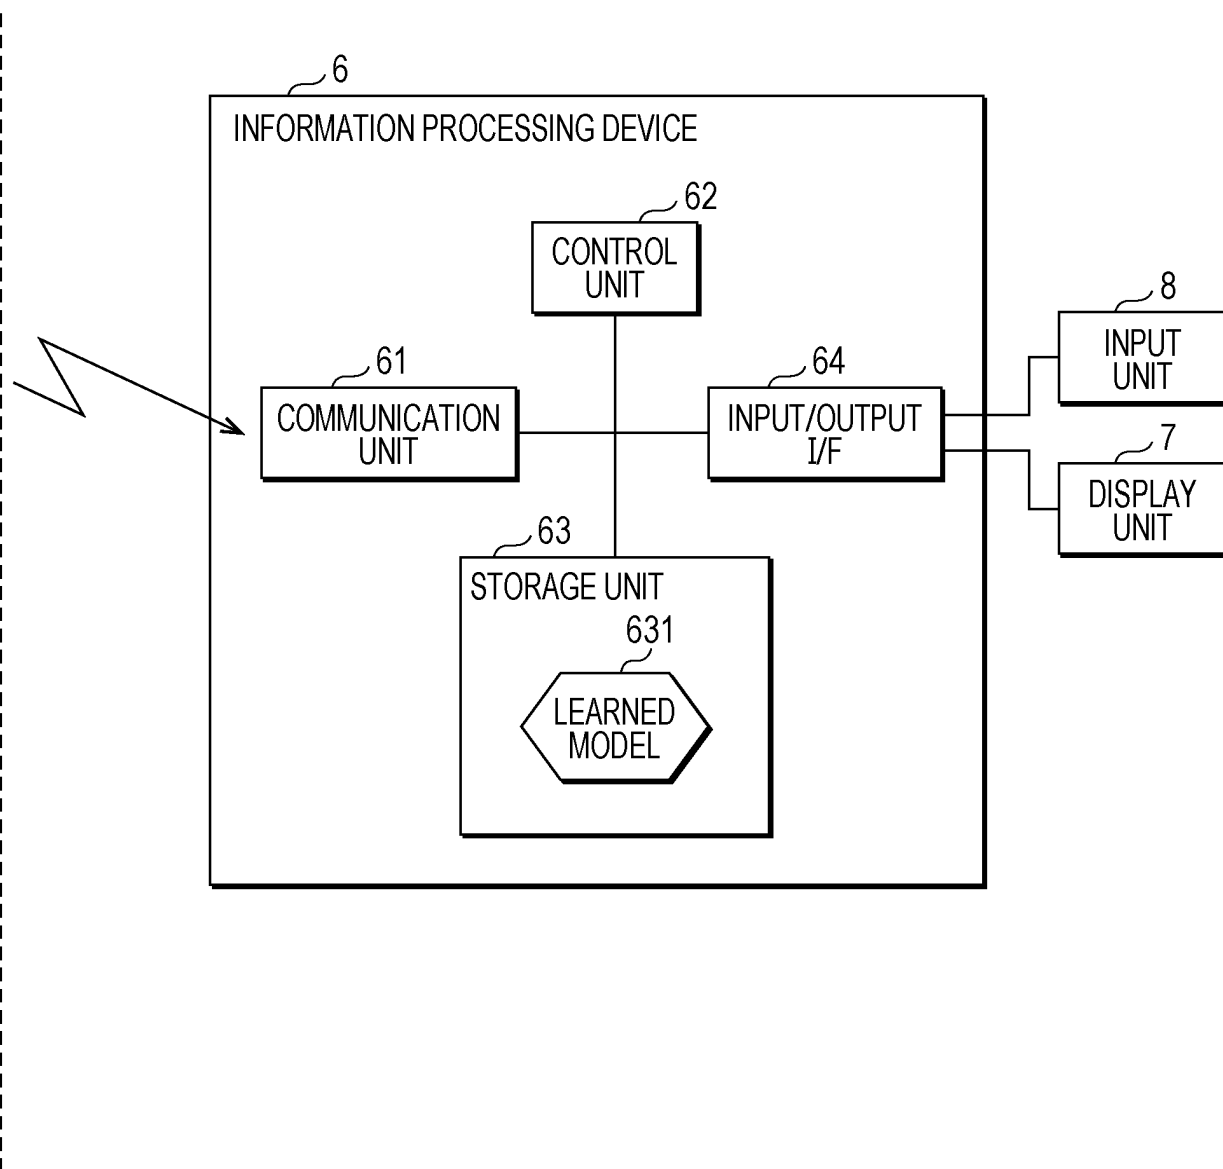 6
INFORMATION PROCESSING DEVICE
62
CONTROL
UNIT
61
COMMUNICATION
UNIT
64
INPUT/OUTPUT
I/F
8
INPUT
UNIT
7
DISPLAY
UNIT
63
STORAGE UNIT
631
LEARNED
MODEL